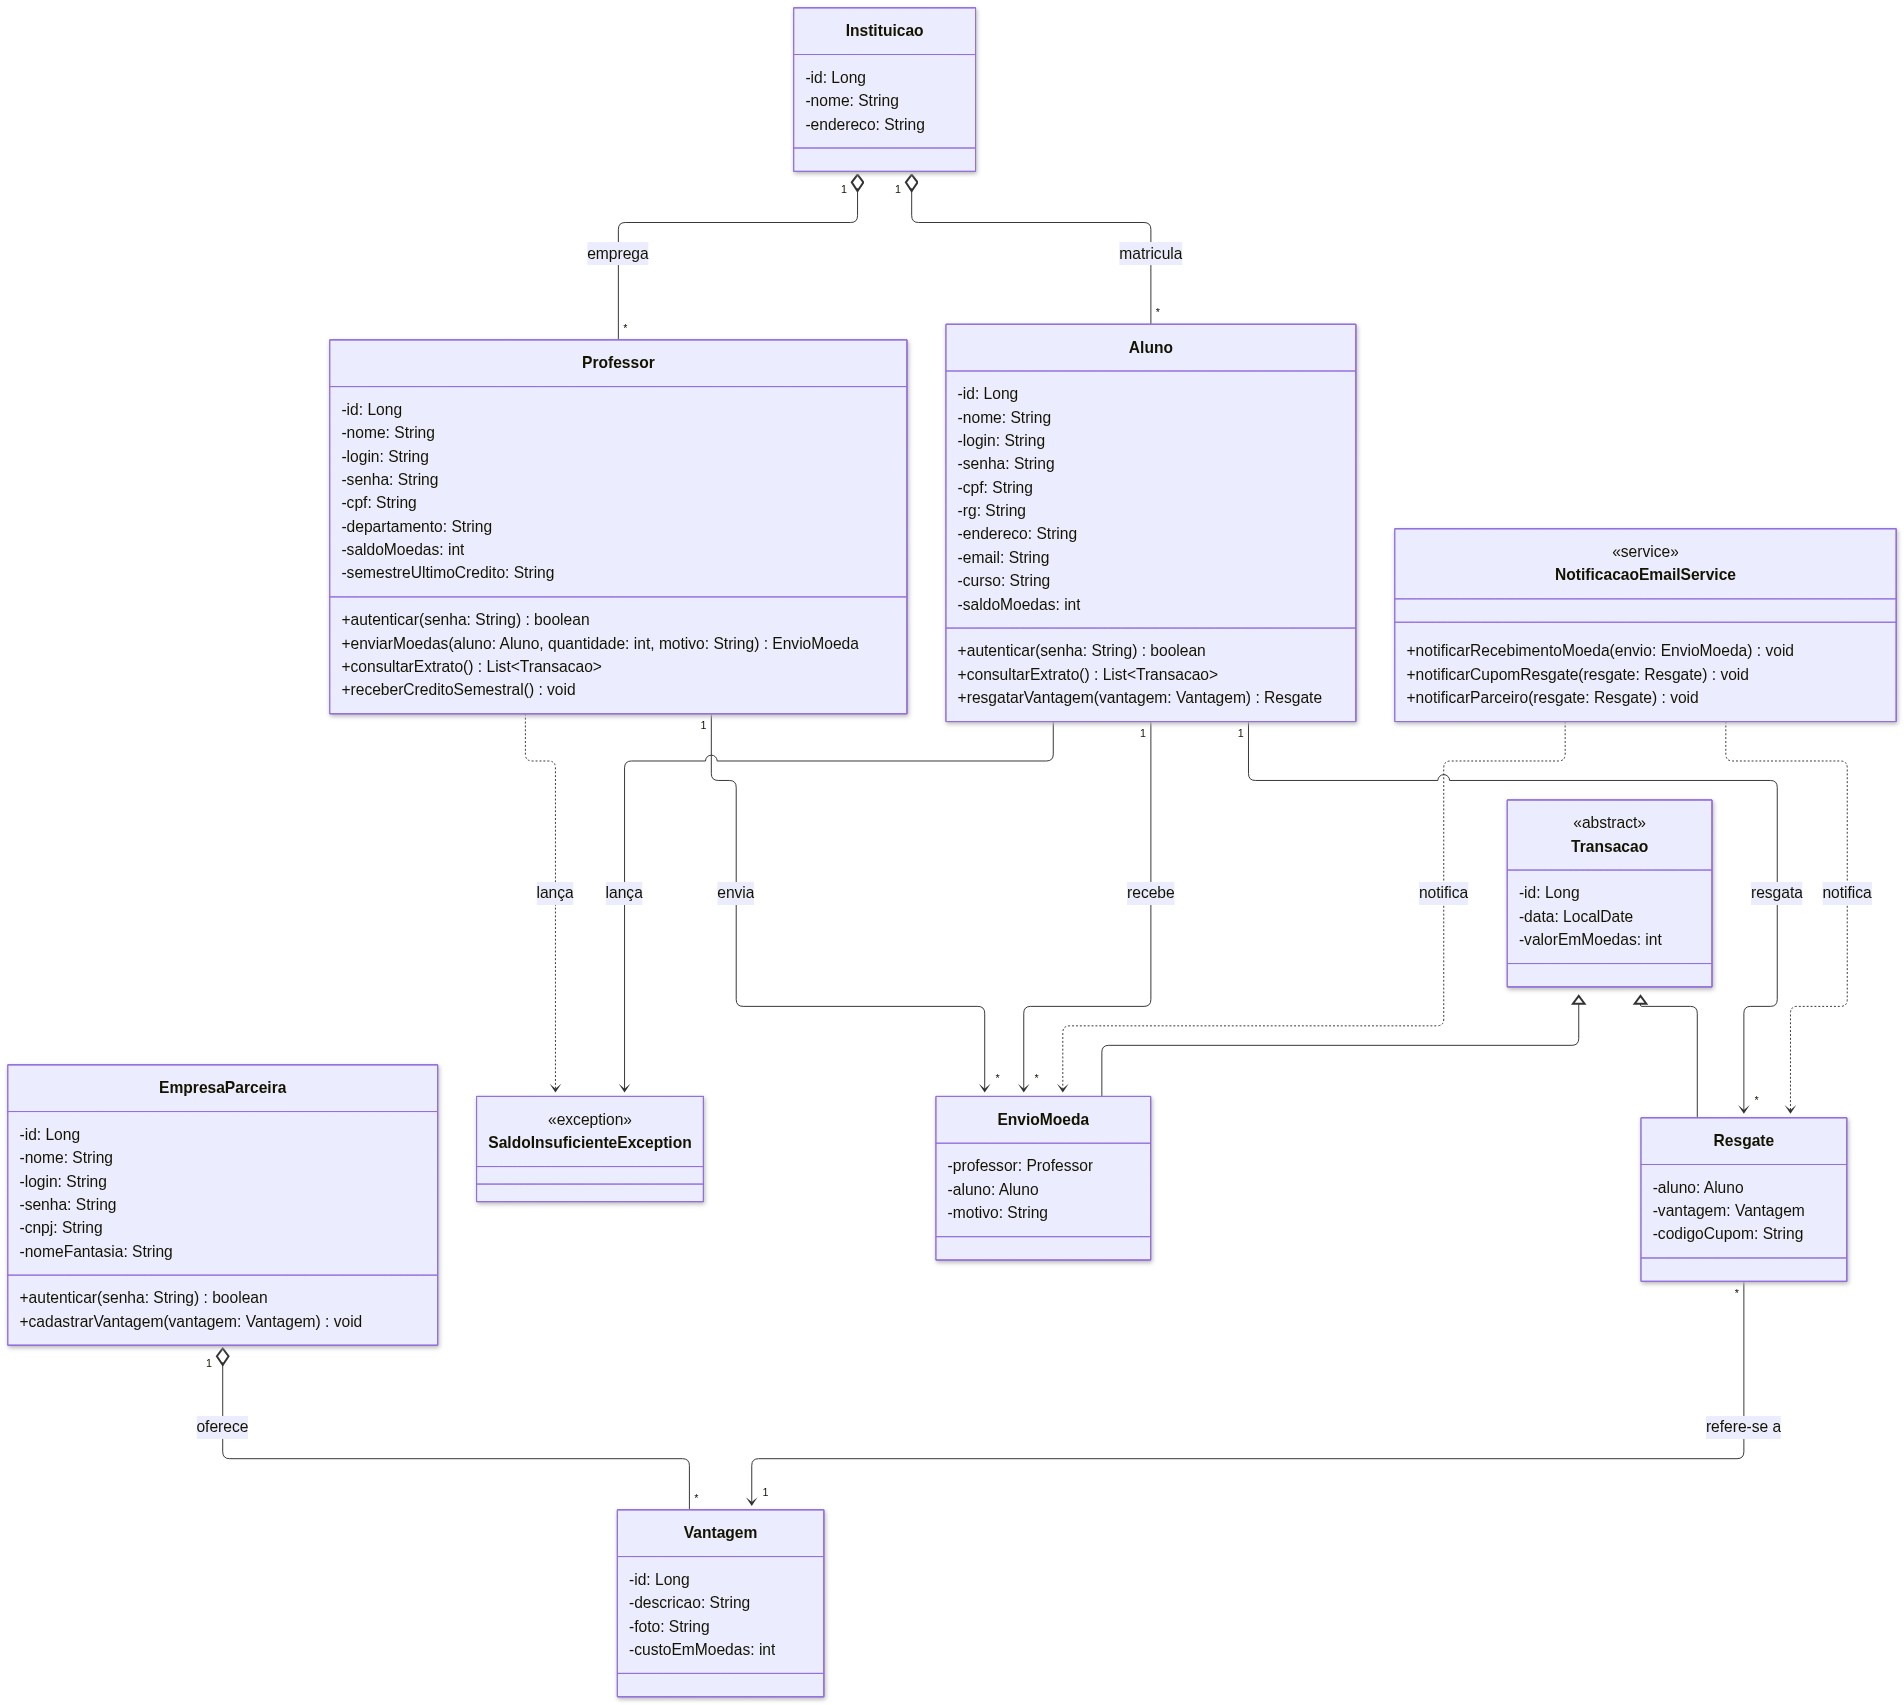 Instituicao
-id: Long
-nome: String
-endereco: String
1
1
emprega
matricula
*
*
Professor
-id: Long
-nome: String
-login: String
-senha: String
-cpf: String
-departamento: String
-saldoMoedas: int
-semestreUltimoCredito: String
+autenticar(senha: String) : boolean
+enviarMoedas(aluno: Aluno, quantidade: int, motivo: String) : EnvioMoeda
+consultarExtrato() : List<Transacao>
+receberCreditoSemestral() : void
Aluno
-id: Long
-nome: String
-login: String
-senha: String
-cpf: String
-rg: String
-endereco: String
-email: String
-curso: String
-saldoMoedas: int
+autenticar(senha: String) : boolean
+consultarExtrato() : List<Transacao>
+resgatarVantagem(vantagem: Vantagem) : Resgate
«service»
NotificacaoEmailService
+notificarRecebimentoMoeda(envio: EnvioMoeda) : void
+notificarCupomResgate(resgate: Resgate) : void
+notificarParceiro(resgate: Resgate) : void
1
1
1
«abstract»
Transacao
-id: Long
-data: LocalDate
-valorEmMoedas: int
lança
lança
envia
recebe
notifica
resgata
notifica
*
*
*
EmpresaParceira
-id: Long
-nome: String
-login: String
-senha: String
-cnpj: String
-nomeFantasia: String
+autenticar(senha: String) : boolean
+cadastrarVantagem(vantagem: Vantagem) : void
«exception»
SaldoInsuficienteException
EnvioMoeda
-professor: Professor
-aluno: Aluno
-motivo: String
Resgate
-aluno: Aluno
-vantagem: Vantagem
-codigoCupom: String
*
1
oferece
refere-se a
*
1
Vantagem
-id: Long
-descricao: String
-foto: String
-custoEmMoedas: int